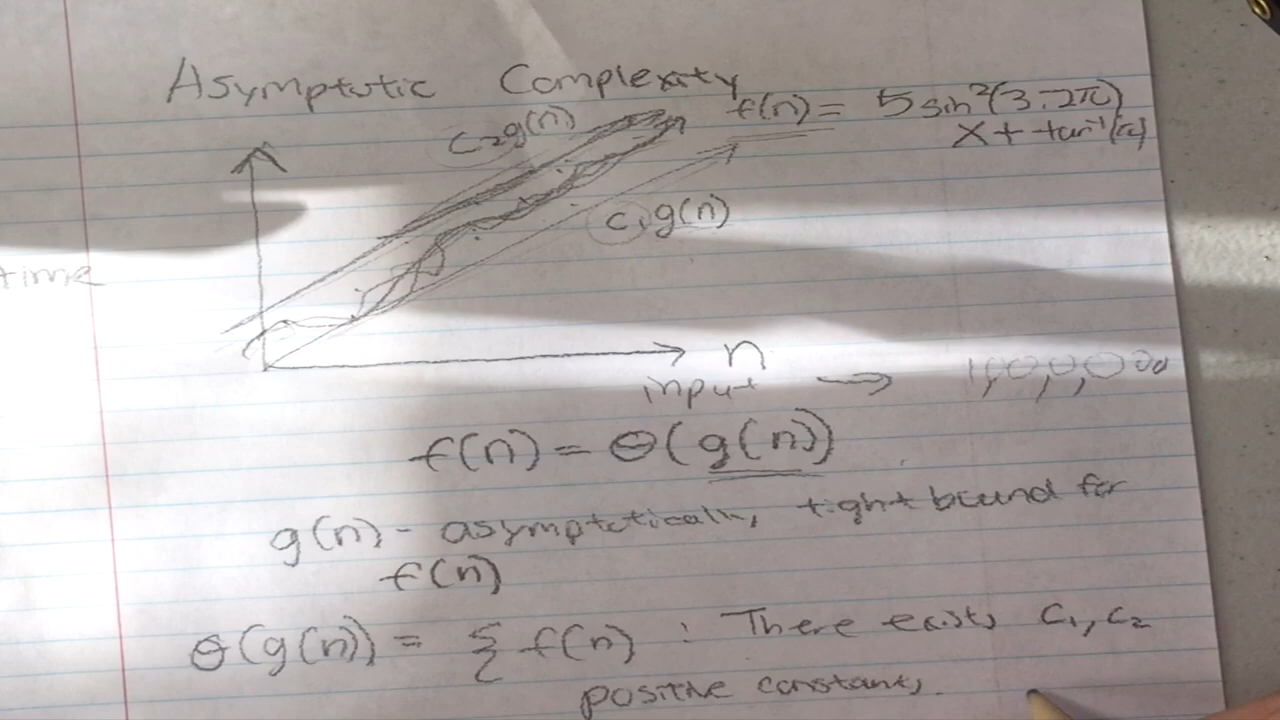 Asymptotic Complexity
c₂g(n)
f(n) = 5 sin²(3.2π)
x + tan⁻¹(x)
c₁g(n)
time
n
input →
f(n) = Θ(g(n))
g(n) - asymptotically tight bound for
f(n)
Θ(g(n)) = { f(n) : There exists c₁, c₂
positive constants,